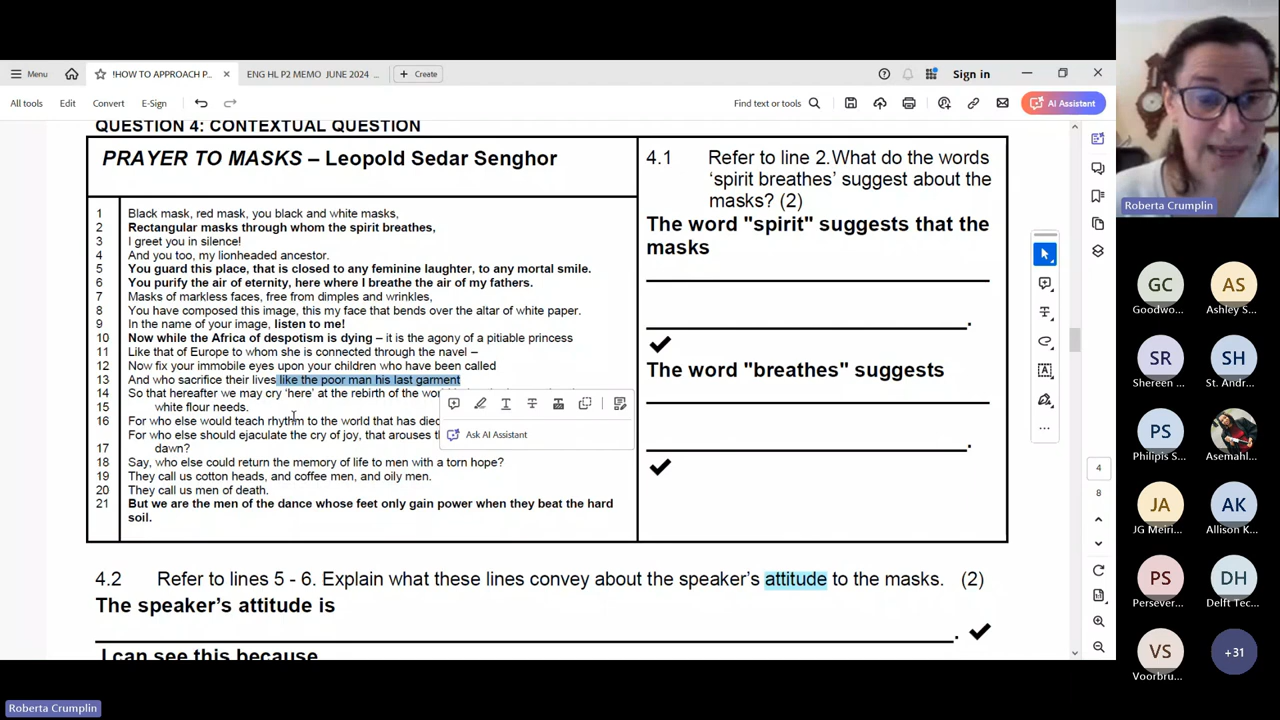 Menu
!HOW TO APPROACH P...
ENG HL P2 MEMO JUNE 2024 ...
Create
Sign in
All tools
Edit
Convert
E-Sign
Find text or tools
AI Assistant
QUESTION 4: CONTEXTUAL QUESTION
PRAYER TO MASKS – Leopold Sedar Senghor
1 Black mask, red mask, you black and white masks,
2 Rectangular masks through whom the spirit breathes,
3 I greet you in silence!
4 And you too, my lionheaded ancestor.
5 You guard this place, that is closed to any feminine laughter, to any mortal smile.
6 You purify the air of eternity, here where I breathe the air of my fathers.
7 Masks of markless faces, free from dimples and wrinkles,
8 You have composed this image, this my face that bends over the altar of white paper.
9 In the name of your image, listen to me!
10 Now while the Africa of despotism is dying – it is the agony of a pitiable princess
11 Like that of Europe to whom she is connected through the navel –
12 Now fix your immobile eyes upon your children who have been called
13 And who sacrifice their lives like the poor man his last garment
14 So that hereafter we may cry 'here' at the rebirth of the
15 white flour needs.
16 For who else would teach rhythm to the world that has died
For who else should ejaculate the cry of joy, that arouses
17 dawn?
18 Say, who else could return the memory of life to men with a torn hope?
19 They call us cotton heads, and coffee men, and oily men.
20 They call us men of death.
21 But we are the men of the dance whose feet only gain power when they beat the hard
soil.
Ask AI Assistant
4.1 Refer to line 2.What do the words
'spirit breathes' suggest about the
masks? (2)
The word "spirit" suggests that the
masks
.
The word "breathes" suggests
.
4.2 Refer to lines 5 - 6. Explain what these lines convey about the speaker's attitude to the masks. (2)
The speaker's attitude is
.
I can see this because
4
8
Roberta Crumplin
GC
Goodwo...
AS
Ashley S...
SR
Shereen ...
SH
St. Andr...
PS
Philipis S...
Asemahl...
JA
JG Meiri...
AK
Allison K...
PS
Persever...
DH
Delft Tec...
VS
Voorbru...
+31
Roberta Crumplin